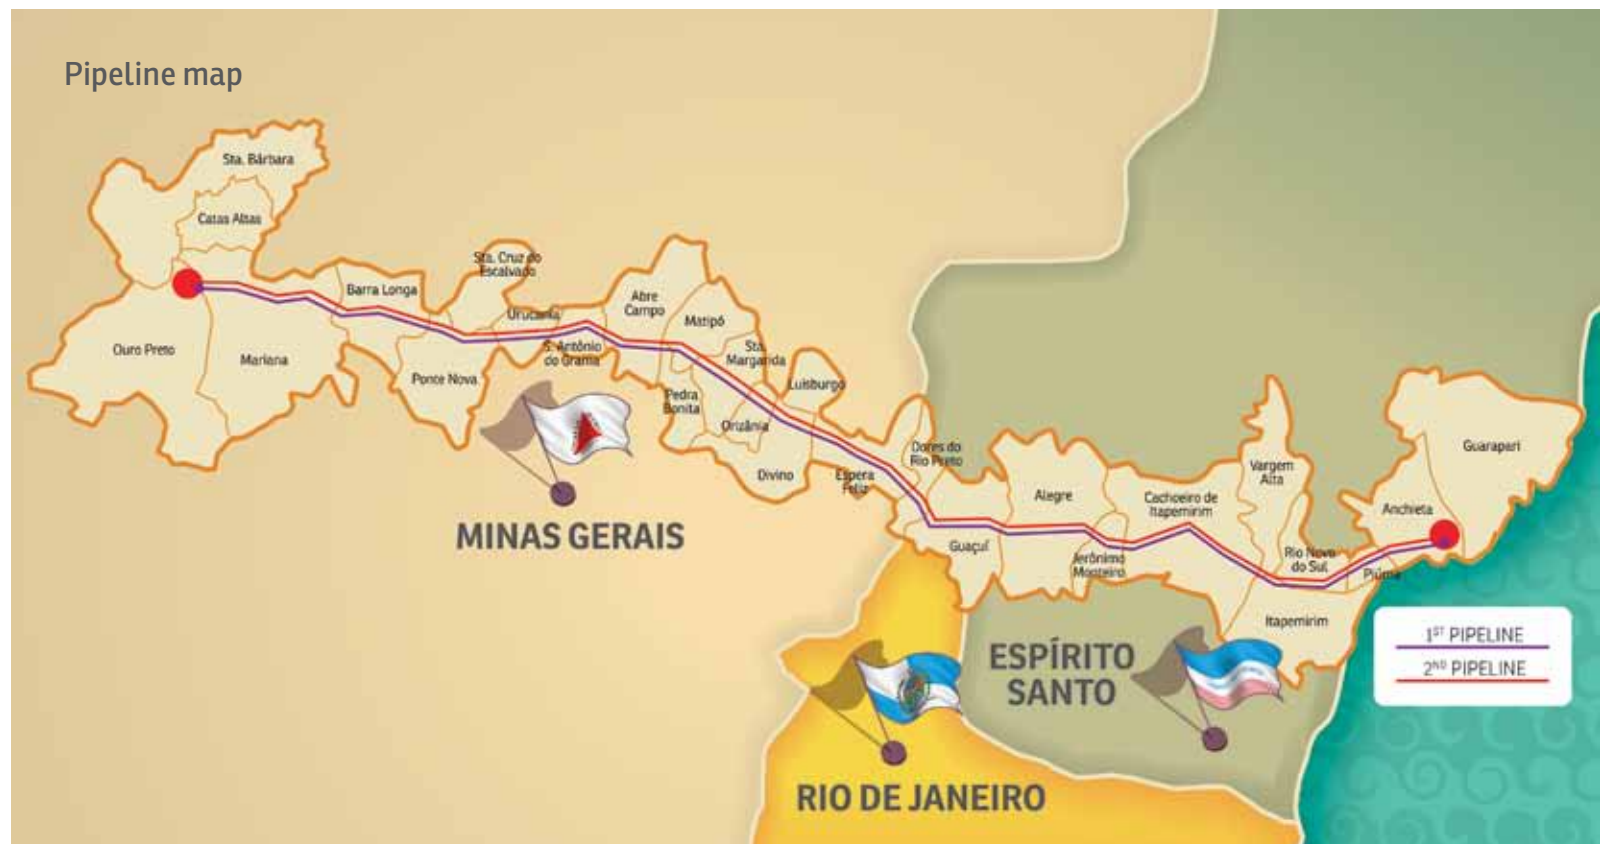 Pipeline map
Sta. Bárbara
Catas Altas
Ouro Preto
Mariana
Barra Longa
Ponte Nova
Sta. Cruz do
Escalvado
Urucania
S. Antônio
do Grama
Abre
Campo
Matipó
Sta.
Margarida
Pedra
Bonita
Orizânia
Luisburgo
Divino
Espera
Feliz
Dores do
Rio Preto
Guaçuí
Alegre
Jerônimo
Monteiro
Cachoeiro de
Itapemirim
Vargem
Alta
Rio Novo
do Sul
Itapemirim
Piúma
Anchieta
Guarapari
MINAS GERAIS
ESPÍRITO
SANTO
RIO DE JANEIRO
1ST PIPELINE
2ND PIPELINE